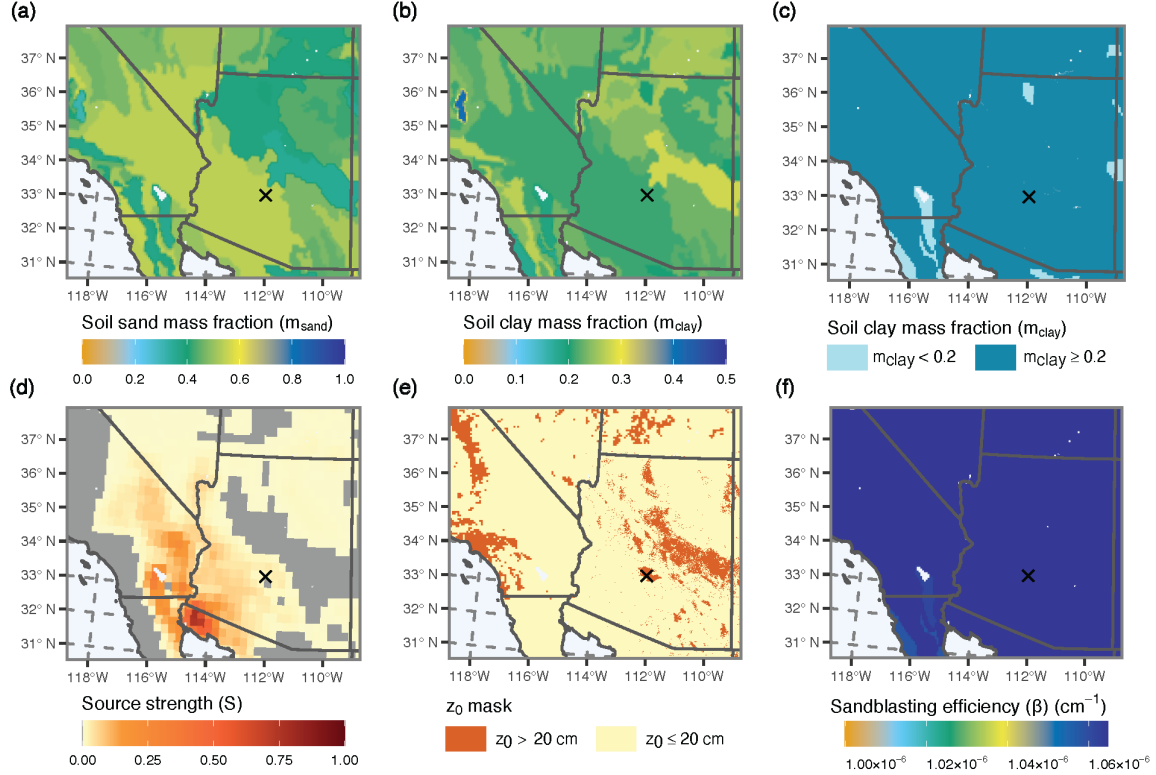 (a)
(b)
(c)
37° N
36° N
35° N
34° N
33° N
32° N
31° N
118°W 116°W 114°W 112°W 110°W
Soil sand mass fraction (m_sand)
0.0 0.2 0.4 0.6 0.8 1.0
37° N
36° N
35° N
34° N
33° N
32° N
31° N
118°W 116°W 114°W 112°W 110°W
Soil clay mass fraction (m_clay)
0.0 0.1 0.2 0.3 0.4 0.5
37° N
36° N
35° N
34° N
33° N
32° N
31° N
118°W 116°W 114°W 112°W 110°W
Soil clay mass fraction (m_clay)
m_clay < 0.2
m_clay ≥ 0.2
(d)
(e)
(f)
37° N
36° N
35° N
34° N
33° N
32° N
31° N
118°W 116°W 114°W 112°W 110°W
Source strength (S)
0.00 0.25 0.50 0.75 1.00
37° N
36° N
35° N
34° N
33° N
32° N
31° N
118°W 116°W 114°W 112°W 110°W
z₀ mask
z₀ > 20 cm
z₀ ≤ 20 cm
37° N
36° N
35° N
34° N
33° N
32° N
31° N
118°W 116°W 114°W 112°W 110°W
Sandblasting efficiency (β) (cm⁻¹)
1.00×10⁻⁶ 1.02×10⁻⁶ 1.04×10⁻⁶ 1.06×10⁻⁶